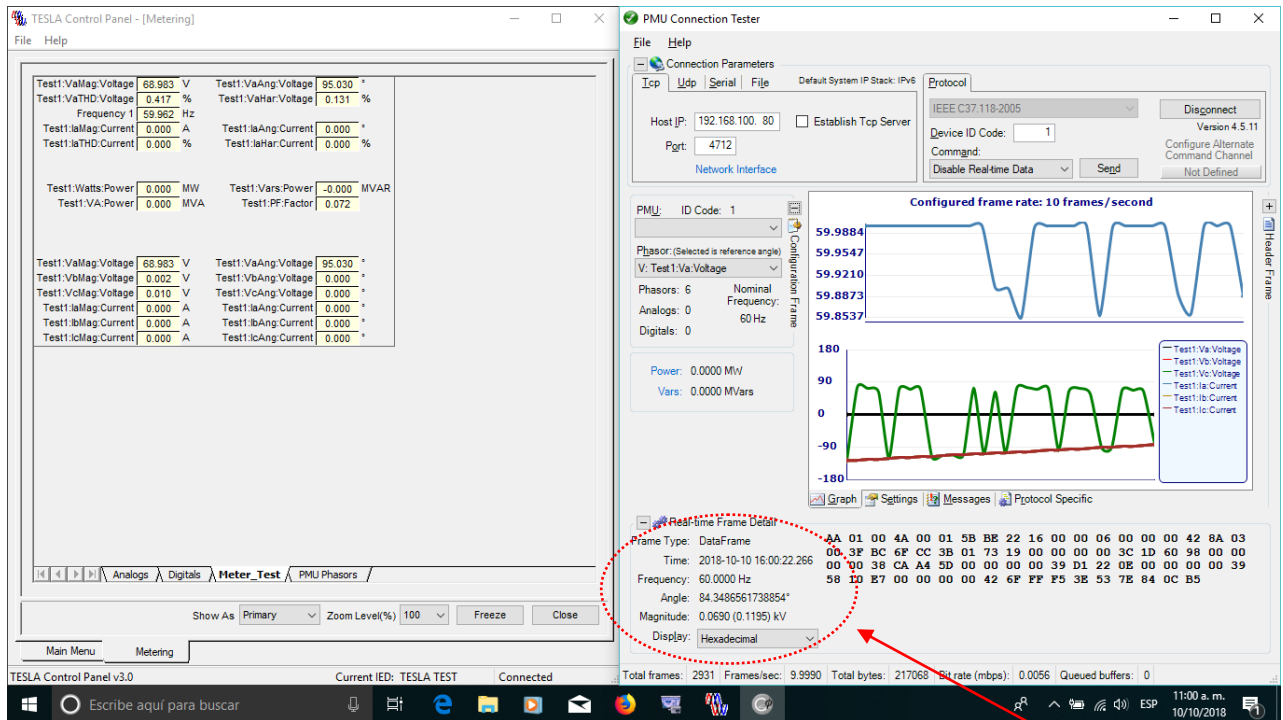 TESLA Control Panel - [Metering]
File Help
Test1:VaMag:Voltage 68.983 V Test1:VaAng:Voltage 95.030 °
Test1:VaTHD:Voltage 0.417 % Test1:VaHar:Voltage 0.131 %
Frequency 1 59.962 Hz
Test1:IaMag:Current 0.000 A Test1:IaAng:Current 0.000 °
Test1:IaTHD:Current 0.000 % Test1:IaHar:Current 0.000 %
Test1:Watts:Power 0.000 MW Test1:Vars:Power -0.000 MVAR
Test1:VA:Power 0.000 MVA Test1:PF:Factor 0.072
Test1:VaMag:Voltage 68.983 V Test1:VaAng:Voltage 95.030 °
Test1:VbMag:Voltage 0.002 V Test1:VbAng:Voltage 0.000 °
Test1:VcMag:Voltage 0.010 V Test1:VcAng:Voltage 0.000 °
Test1:IaMag:Current 0.000 A Test1:IaAng:Current 0.000 °
Test1:IbMag:Current 0.000 A Test1:IbAng:Current 0.000 °
Test1:IcMag:Current 0.000 A Test1:IcAng:Current 0.000 °
Analogs Digitals Meter_Test PMU Phasors
Show As Primary Zoom Level(%) 100 Freeze Close
Main Menu Metering
TESLA Control Panel v3.0 Current IED: TESLA TEST Connected
PMU Connection Tester
File Help
Connection Parameters
Tcp Udp Serial File Default System IP Stack: IPv6
Host IP: 192.168.100. 80 Establish Tcp Server
Port: 4712
Network Interface
Protocol
IEEE C37.118-2005 Disconnect
Version 4.5.11
Device ID Code: 1
Configure Alternate
Command Channel
Command:
Disable Real-time Data Send Not Defined
PMU: ID Code: 1
Phasor: (Selected is reference angle)
V: Test1:Va:Voltage
Phasors: 6 Nominal
Frequency:
Analogs: 0
60 Hz
Digitals: 0
Power: 0.0000 MW
Vars: 0.0000 MVars
Configuration Frame
Configured frame rate: 10 frames/second
59.9884
59.9547
59.9210
59.8873
59.8537
180
90
0
-90
-180
Test1:Va:Voltage
Test1:Vb:Voltage
Test1:Vc:Voltage
Test1:Ia:Current
Test1:Ib:Current
Test1:Ic:Current
Header Frame
Graph Settings Messages Protocol Specific
Real-time Frame Detail
Frame Type: DataFrame
Time: 2018-10-10 16:00:22.266
Frequency: 60.0000 Hz
Angle: 84.3486561738854°
Magnitude: 0.0690 (0.1195) kV
Display: Hexadecimal
AA 01 00 4A 00 01 5B BE 22 16 00 00 06 00 00 00 42 8A 03
00 3F BC 6F CC 3B 01 73 19 00 00 00 00 3C 1D 60 98 00 00
00 00 38 CA A4 5D 00 00 00 00 39 D1 22 0E 00 00 00 00 39
58 10 E7 00 00 00 00 42 6F FF F5 3E 53 7E 84 0C B5
Total frames: 2931 Frames/sec: 9.9990 Total bytes: 217068 Bit rate (mbps): 0.0056 Queued buffers: 0
Escribe aquí para buscar
ESP
11:00 a. m.
10/10/2018
1